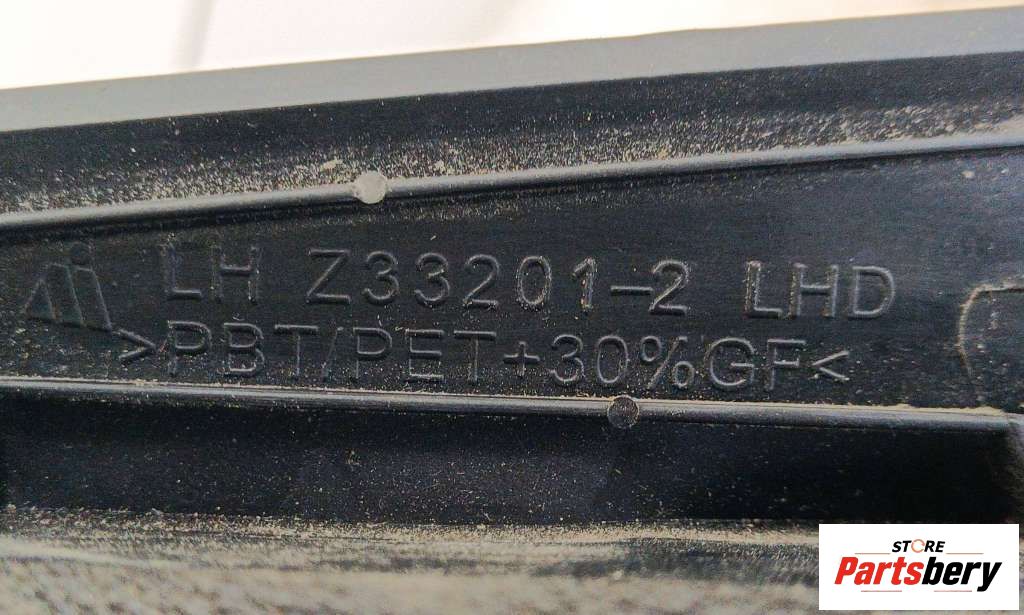 LH Z33201-2 LHD
>PBT/PET+30%GF<
STORE
Partsbery